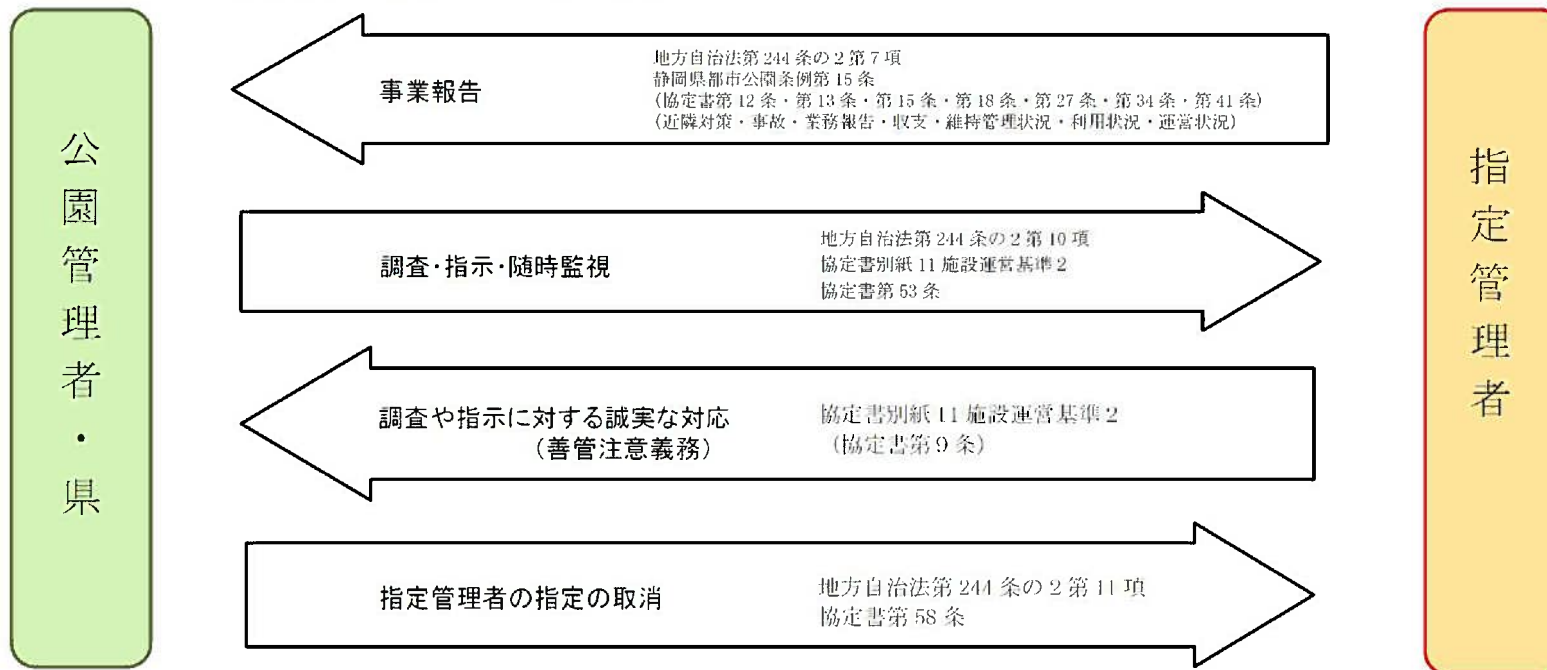 公園管理者・県
事業報告
地方自治法第244条の2第7項
静岡県都市公園条例第15条
(協定書第12条・第13条・第15条・第18条・第27条・第34条・第41条)
(近隣対策・事故・業務報告・収支・維持管理状況・利用状況・運営状況)
調査・指示・随時監視
地方自治法第244条の2第10項
協定書別紙11施設運営基準2
協定書第53条
調査や指示に対する誠実な対応
(善管注意義務)
協定書別紙11施設運営基準2
(協定書第9条)
指定管理者の指定の取消
地方自治法第244条の2第11項
協定書第58条
指定管理者